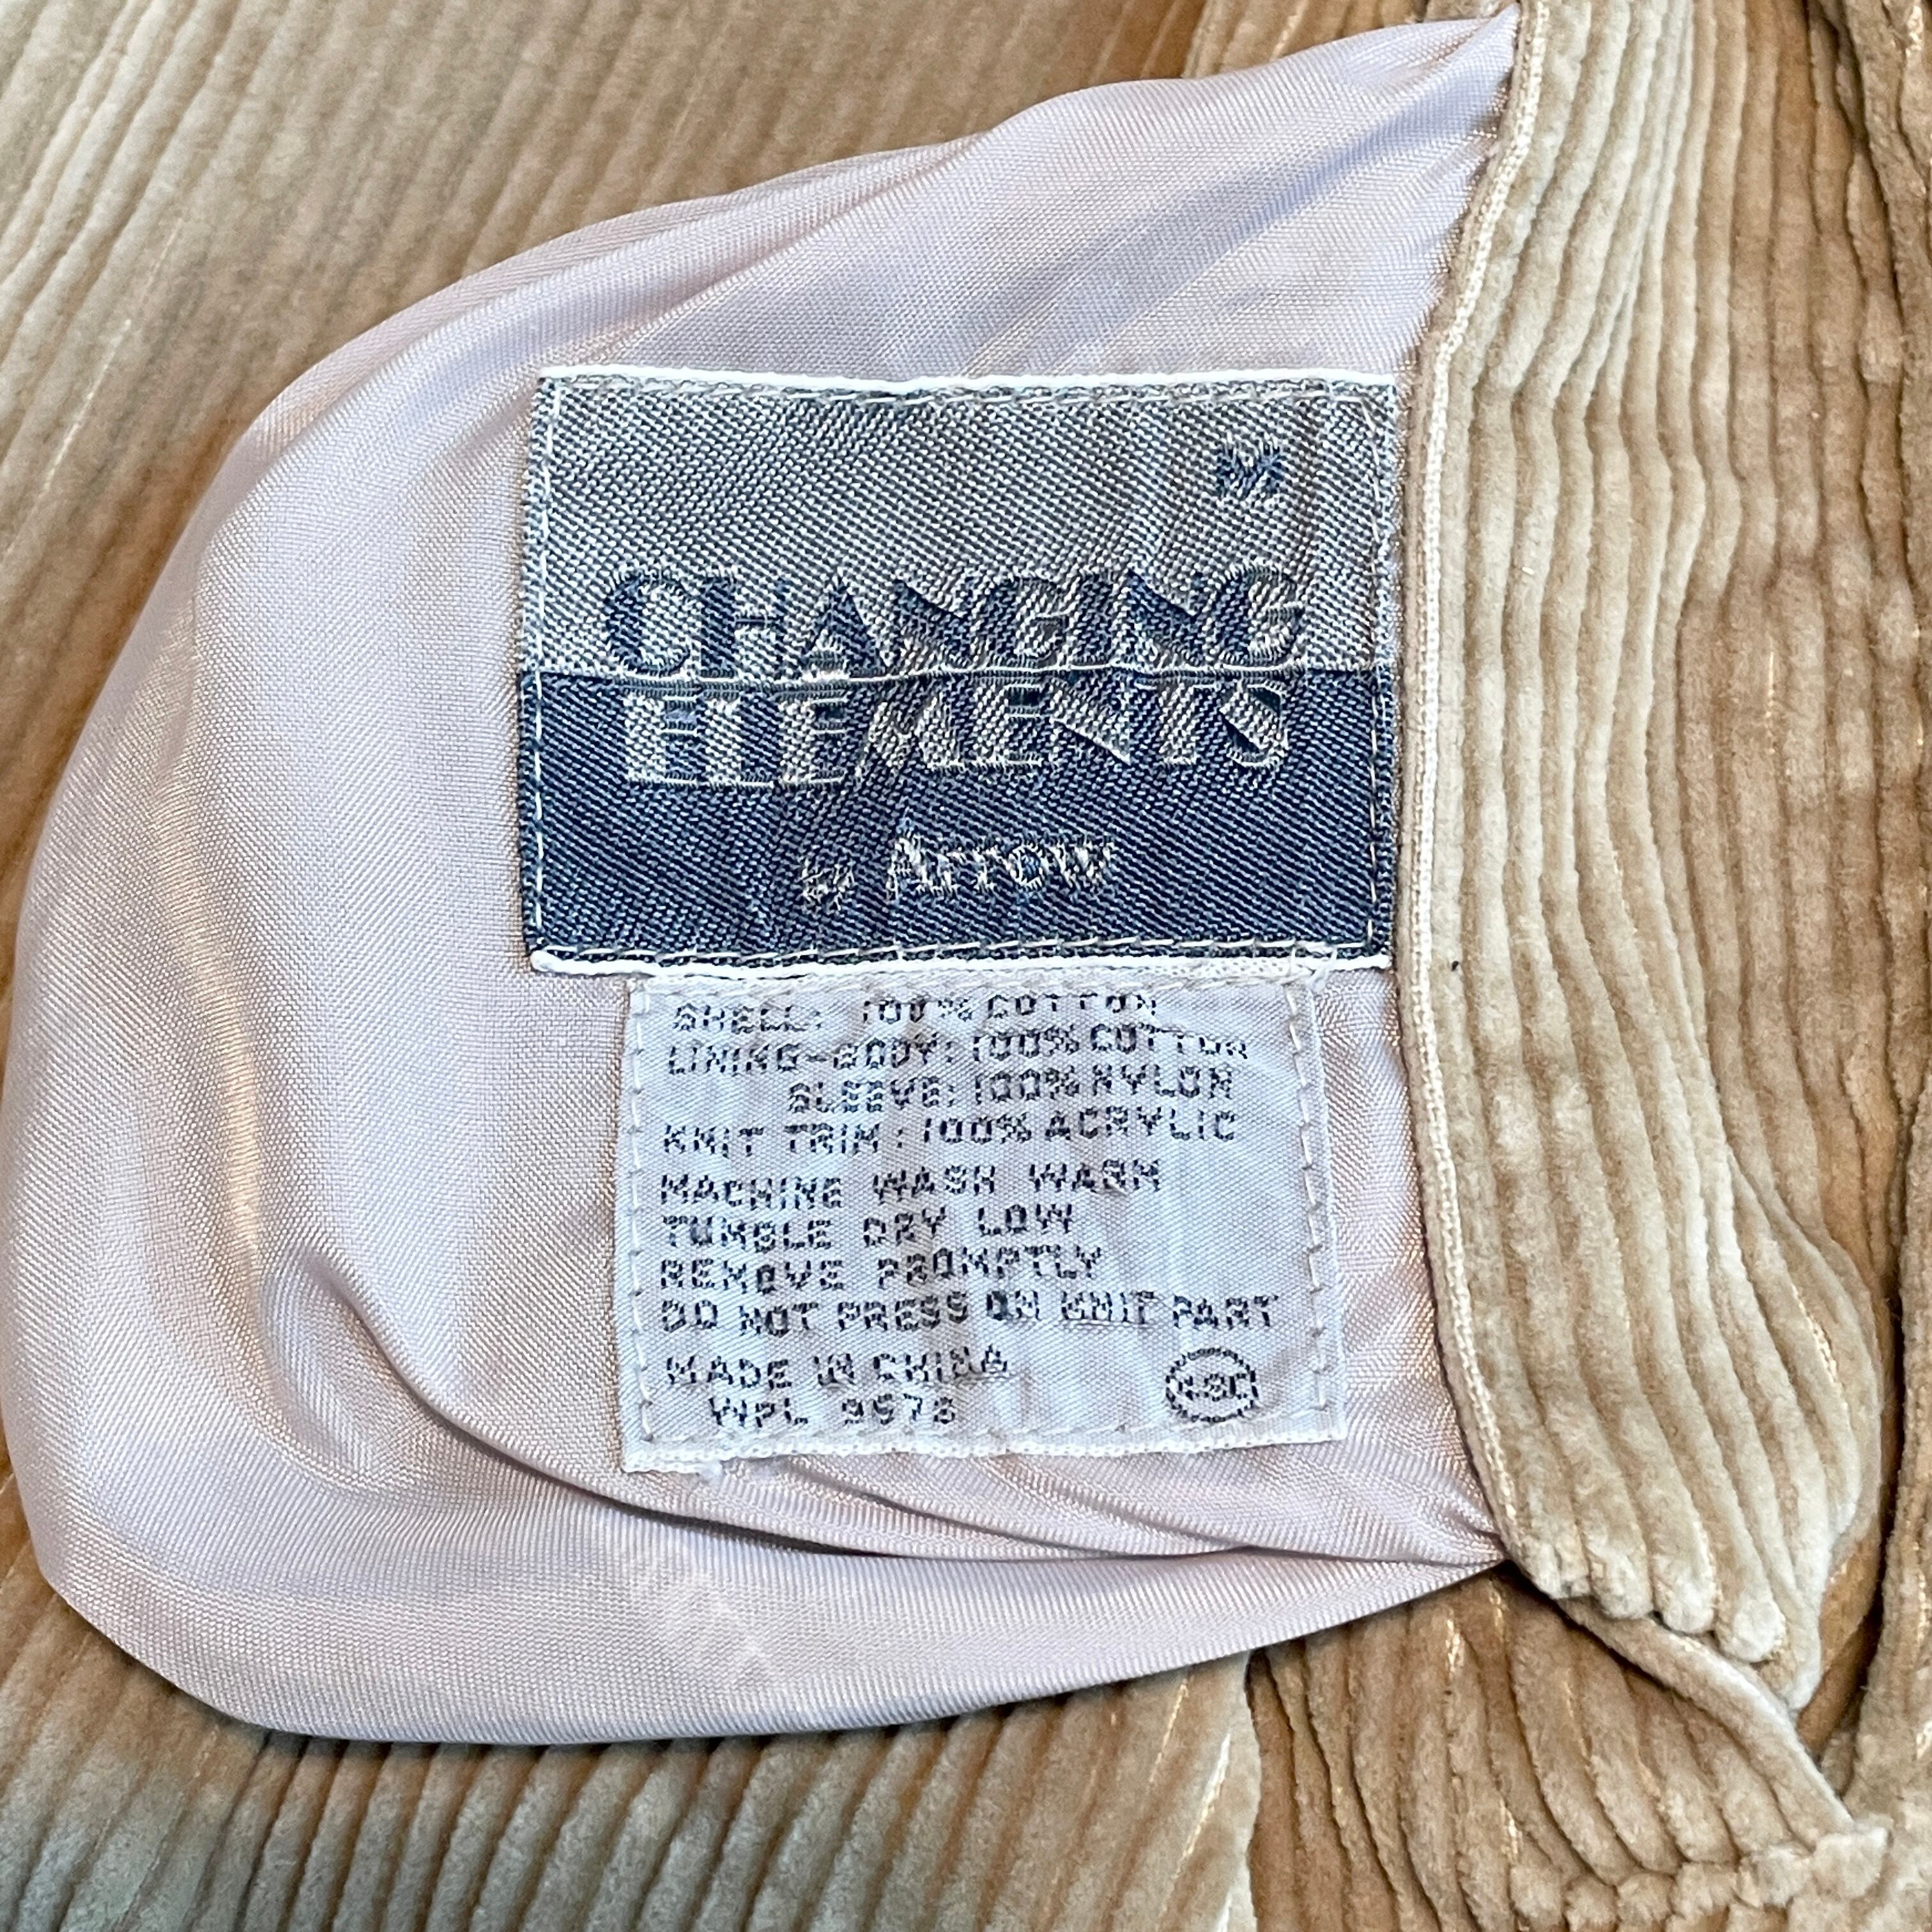 M
CHANGING
ELEMENTS
by Arrow
SHELL: 100% COTTON
LINING-BODY: 100% COTTON
SLEEVE: 100% NYLON
KNIT TRIM: 100% ACRYLIC
MACHINE WASH WARM
TUMBLE DRY LOW
REMOVE PROMPTLY
DO NOT PRESS ON KNIT PART
MADE IN CHINA
WPL